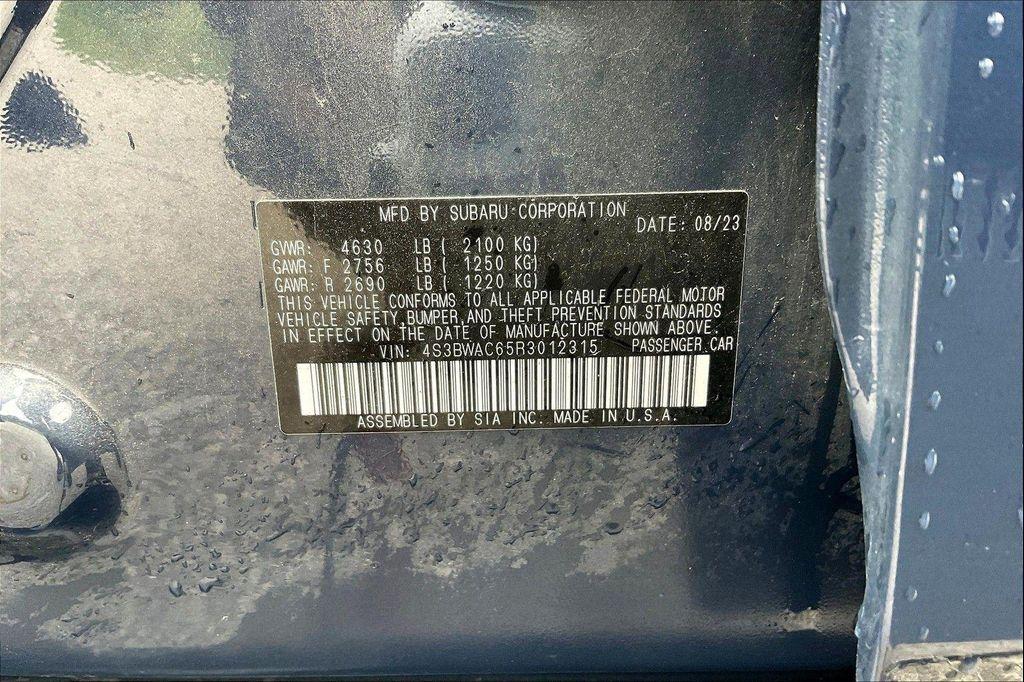 MFD BY SUBARU CORPORATION DATE: 08/23
GVWR: 4630 LB ( 2100 KG)
GAWR: F 2756 LB ( 1250 KG)
GAWR: R 2690 LB ( 1220 KG)
THIS VEHICLE CONFORMS TO ALL APPLICABLE FEDERAL MOTOR
VEHICLE SAFETY, BUMPER, AND THEFT PREVENTION STANDARDS
IN EFFECT ON THE DATE OF MANUFACTURE SHOWN ABOVE.
VIN: 4S3BWAC65R3012315 PASSENGER CAR
ASSEMBLED BY SIA INC. MADE IN U.S.A.